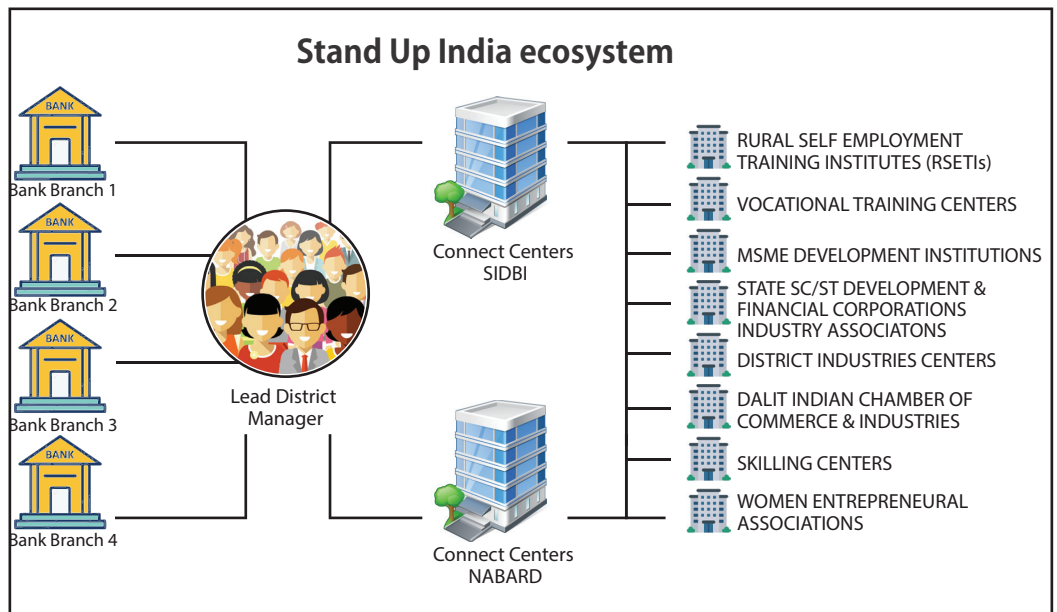 Stand Up India ecosystem
BANK
Bank Branch 1
BANK
Bank Branch 2
BANK
Bank Branch 3
BANK
Bank Branch 4
Lead District
Manager
Connect Centers
SIDBI
Connect Centers
NABARD
RURAL SELF EMPLOYMENT
TRAINING INSTITUTES (RSETIs)
VOCATIONAL TRAINING CENTERS
MSME DEVELOPMENT INSTITUTIONS
STATE SC/ST DEVELOPMENT &
FINANCIAL CORPORATIONS
INDUSTRY ASSOCIATONS
DISTRICT INDUSTRIES CENTERS
DALIT INDIAN CHAMBER OF
COMMERCE & INDUSTRIES
SKILLING CENTERS
WOMEN ENTREPRENEURAL
ASSOCIATIONS